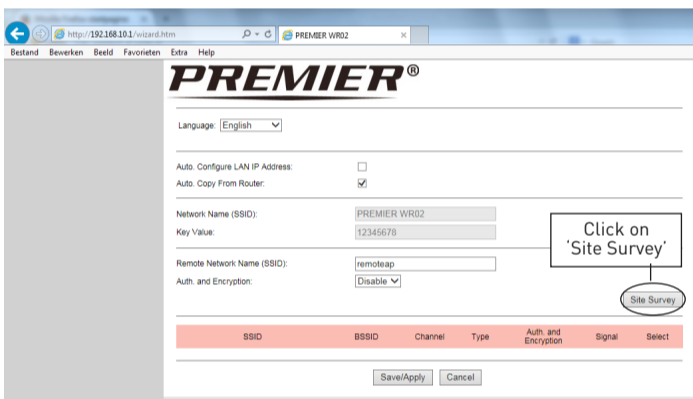 http://192.168.10.1/wizard.htm
PREMIER WR02
Bestand Bewerken Beeld Favorieten Extra Help
PREMIER®
Language: English
Auto. Configure LAN IP Address:
Auto. Copy From Router:
Network Name (SSID): PREMIER WR02
Key Value: 12345678
Click on
'Site Survey'
Remote Network Name (SSID): remoteap
Auth. and Encryption: Disable
Site Survey
SSID BSSID Channel Type Auth. and Encryption Signal Select
Save/Apply Cancel